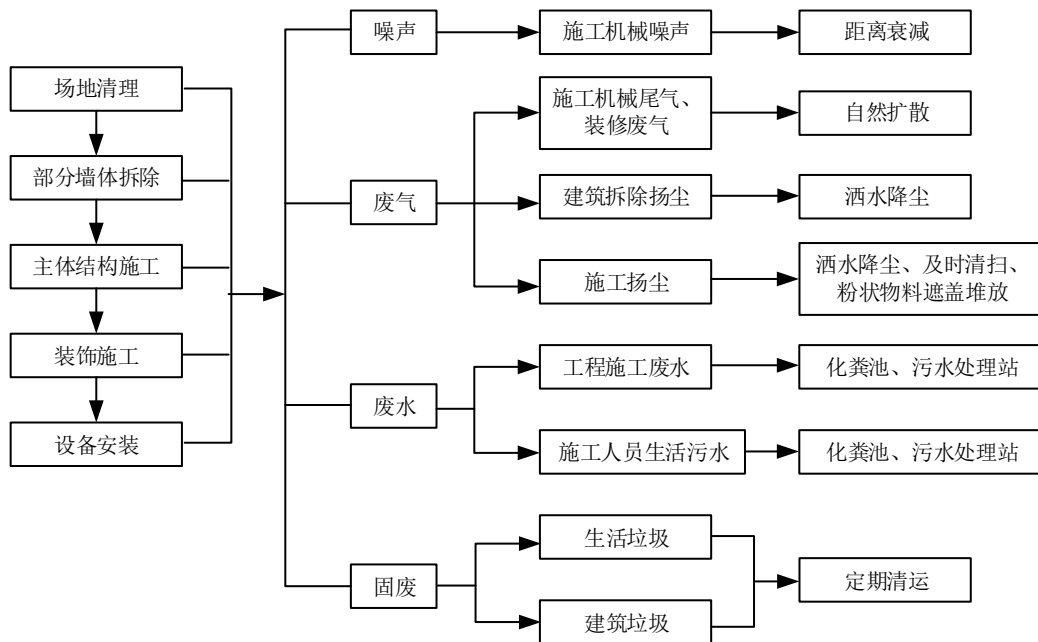 场地清理
部分墙体拆除
主体结构施工
装饰施工
设备安装
噪声
施工机械噪声
距离衰减
废气
施工机械尾气、
装修废气
自然扩散
建筑拆除扬尘
洒水降尘
施工扬尘
洒水降尘、及时清扫、
粉状物料遮盖堆放
废水
工程施工废水
化粪池、污水处理站
施工人员生活污水
化粪池、污水处理站
固废
生活垃圾
建筑垃圾
定期清运